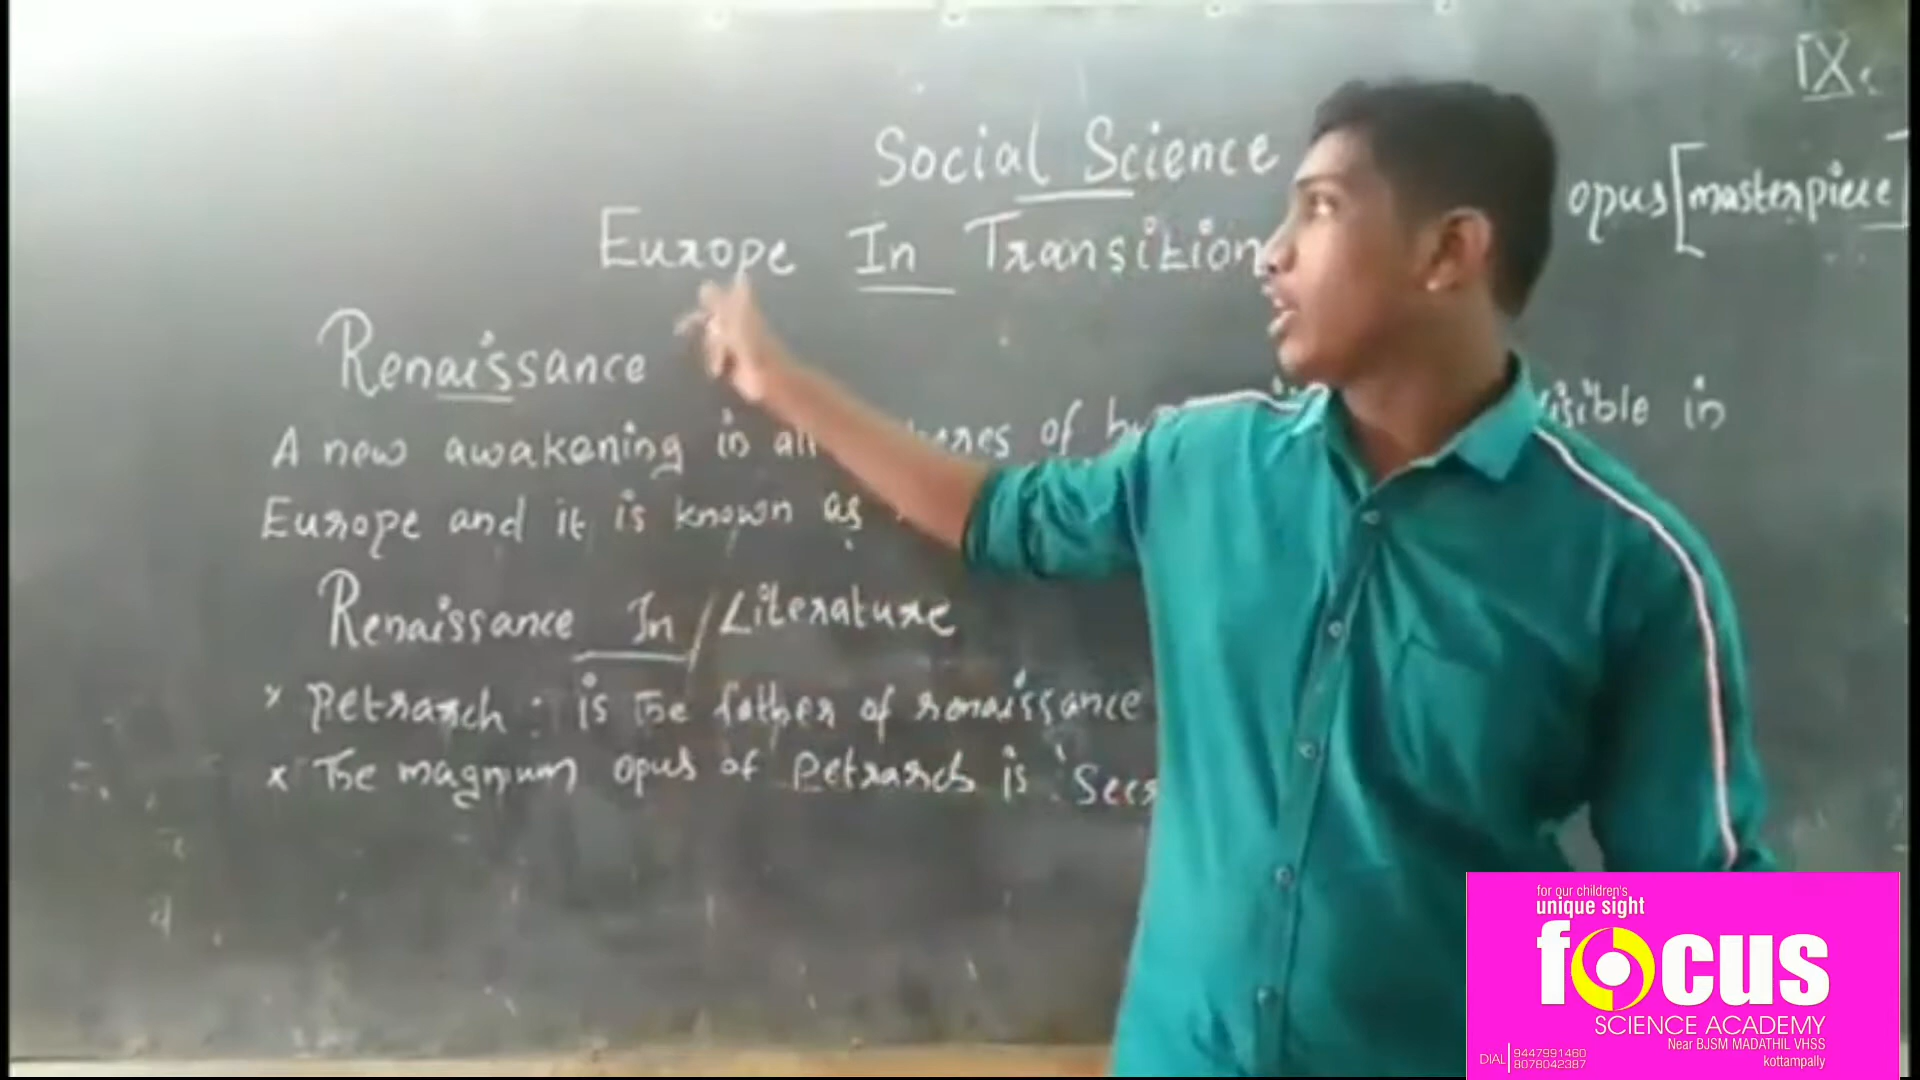 IX
Social Science
opus [masterpiece]
Europe In Transition
Renaissance
A new awakening in all of visible in
Europe and it is known as
Renaissance In Literature
x Petrarch : is The father of renaissance
x The magnum opus of Petrarch is '
for our children's
unique sight
focus
SCIENCE ACADEMY
Near BJSM MADATHIL VHSS
kottampally
DIAL 9447991460
8078042387